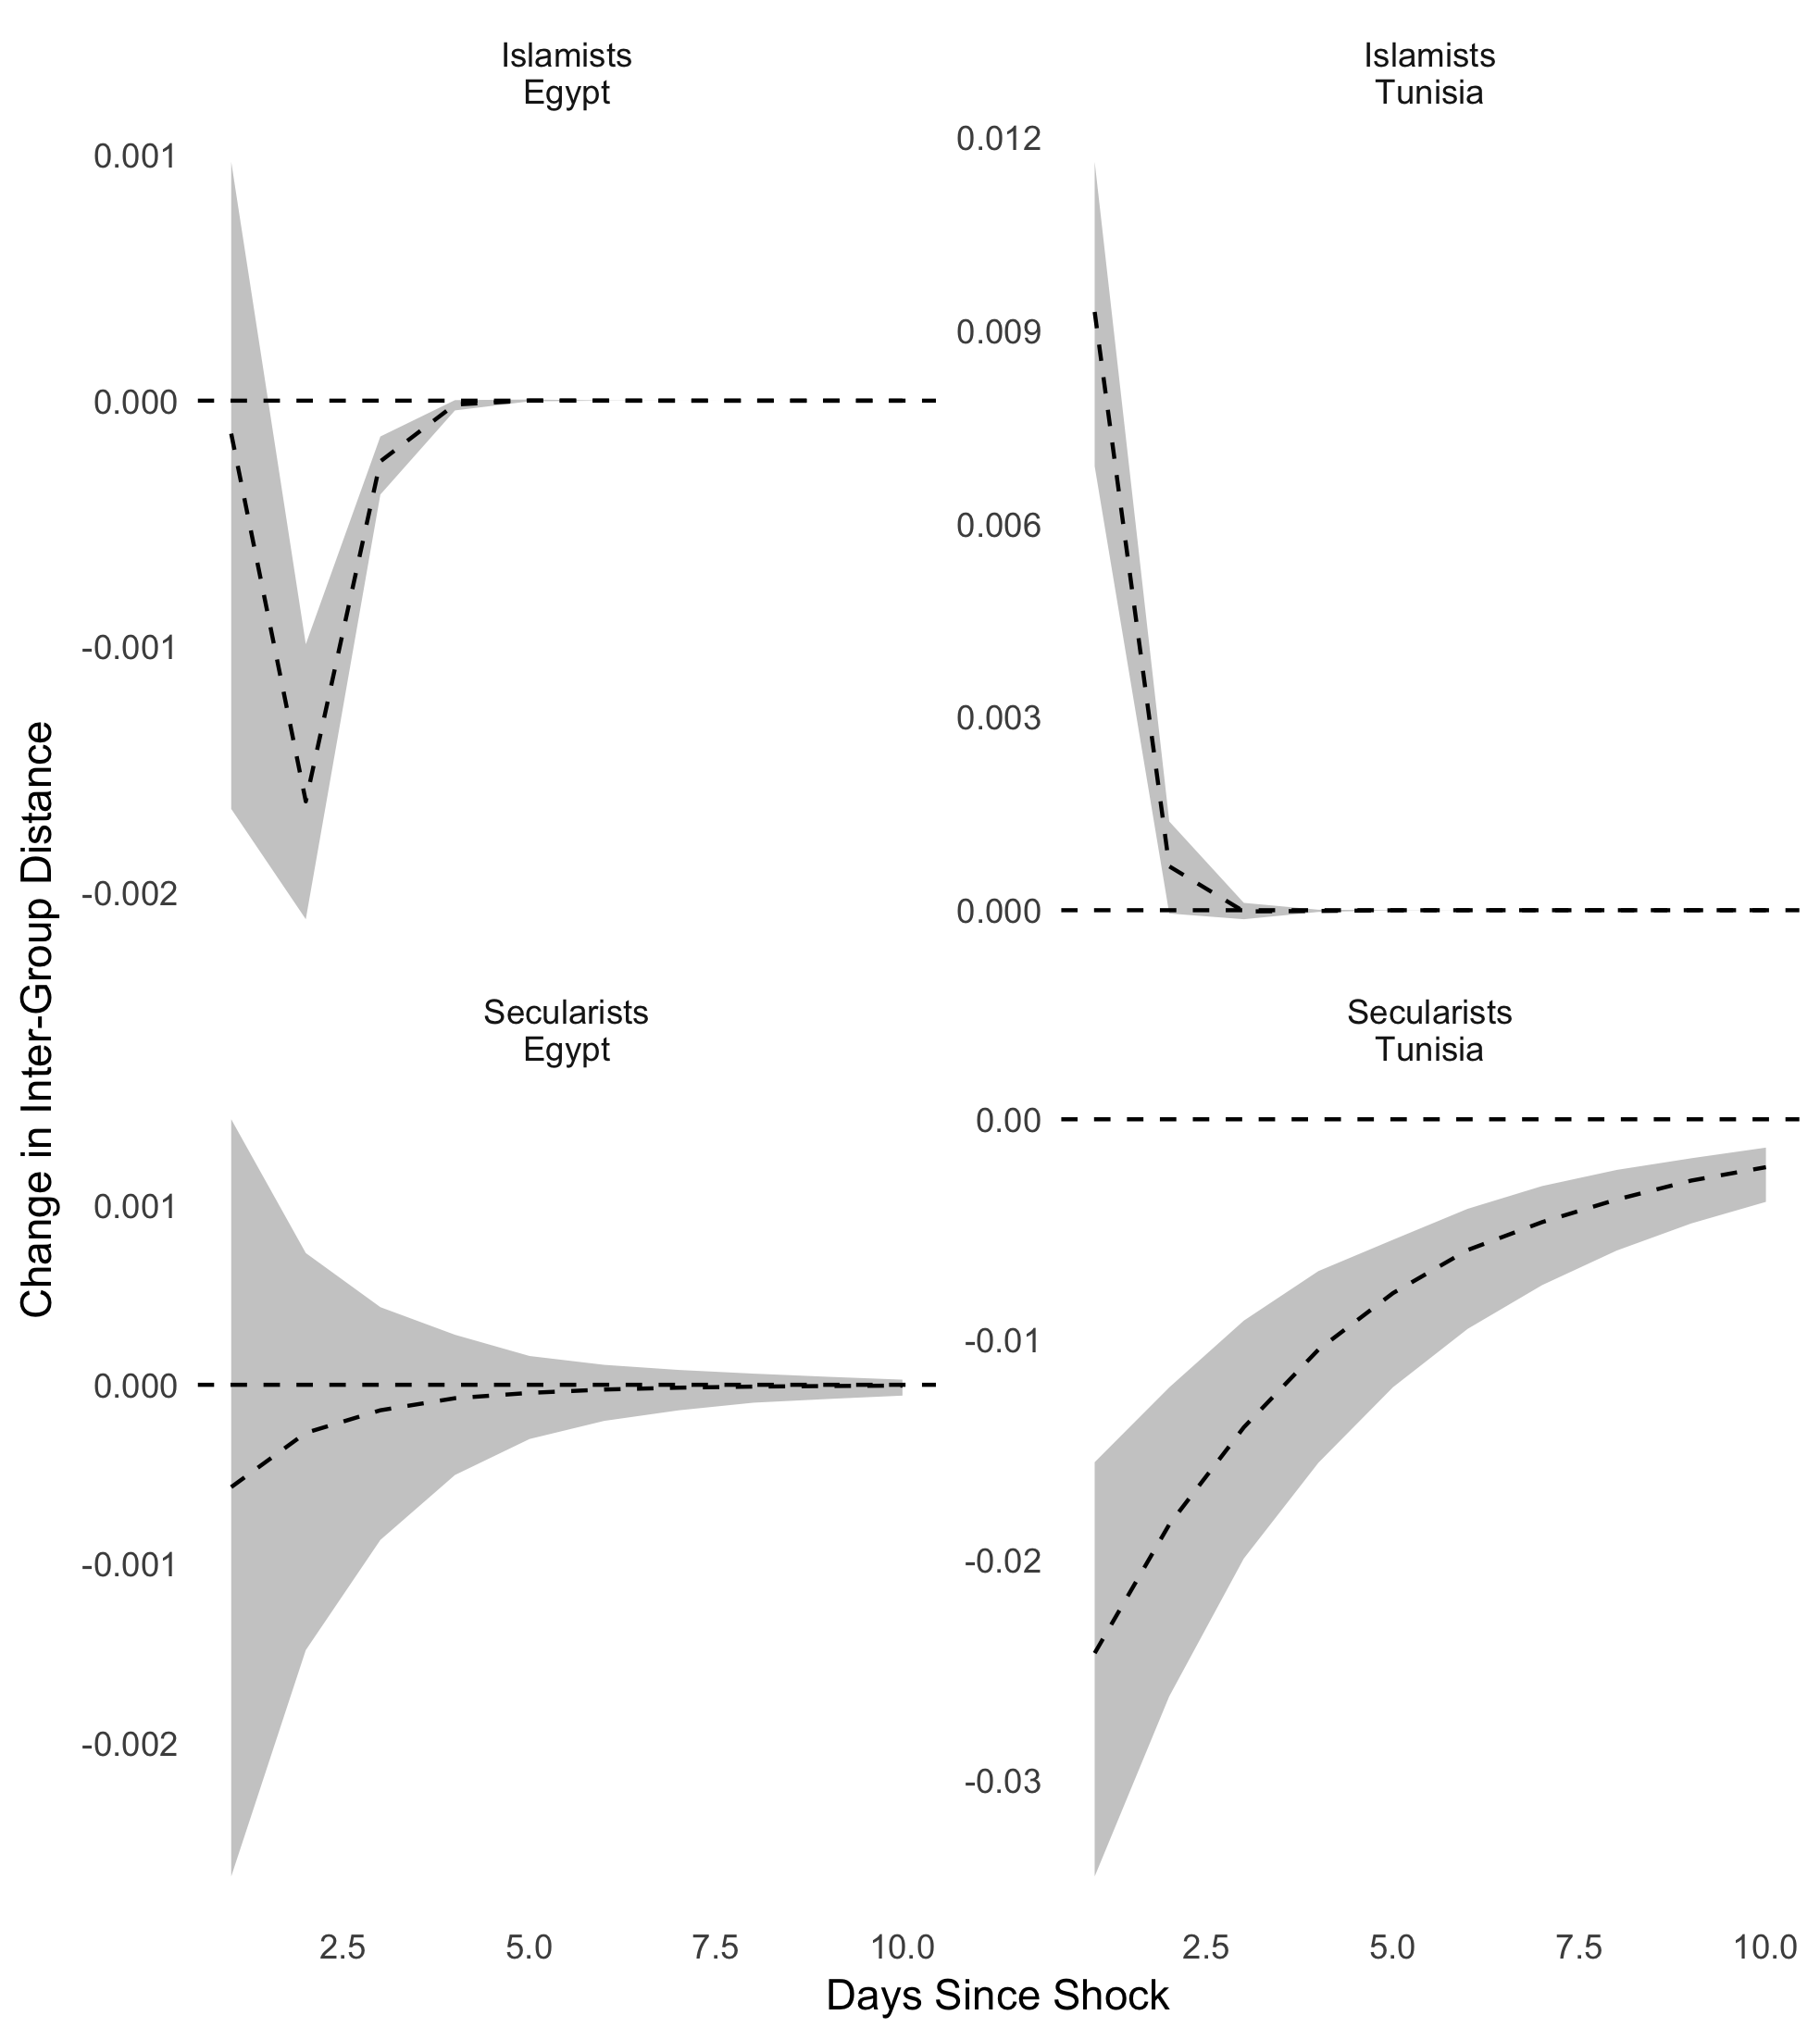 Islamists
Egypt
Islamists
Tunisia
0.001
0.000
-0.001
-0.002
0.012
0.009
0.006
0.003
0.000
Change in Inter-Group Distance
Secularists
Egypt
Secularists
Tunisia
0.001
0.000
-0.001
-0.002
0.00
-0.01
-0.02
-0.03
2.5 5.0 7.5 10.0
2.5 5.0 7.5 10.0
Days Since Shock